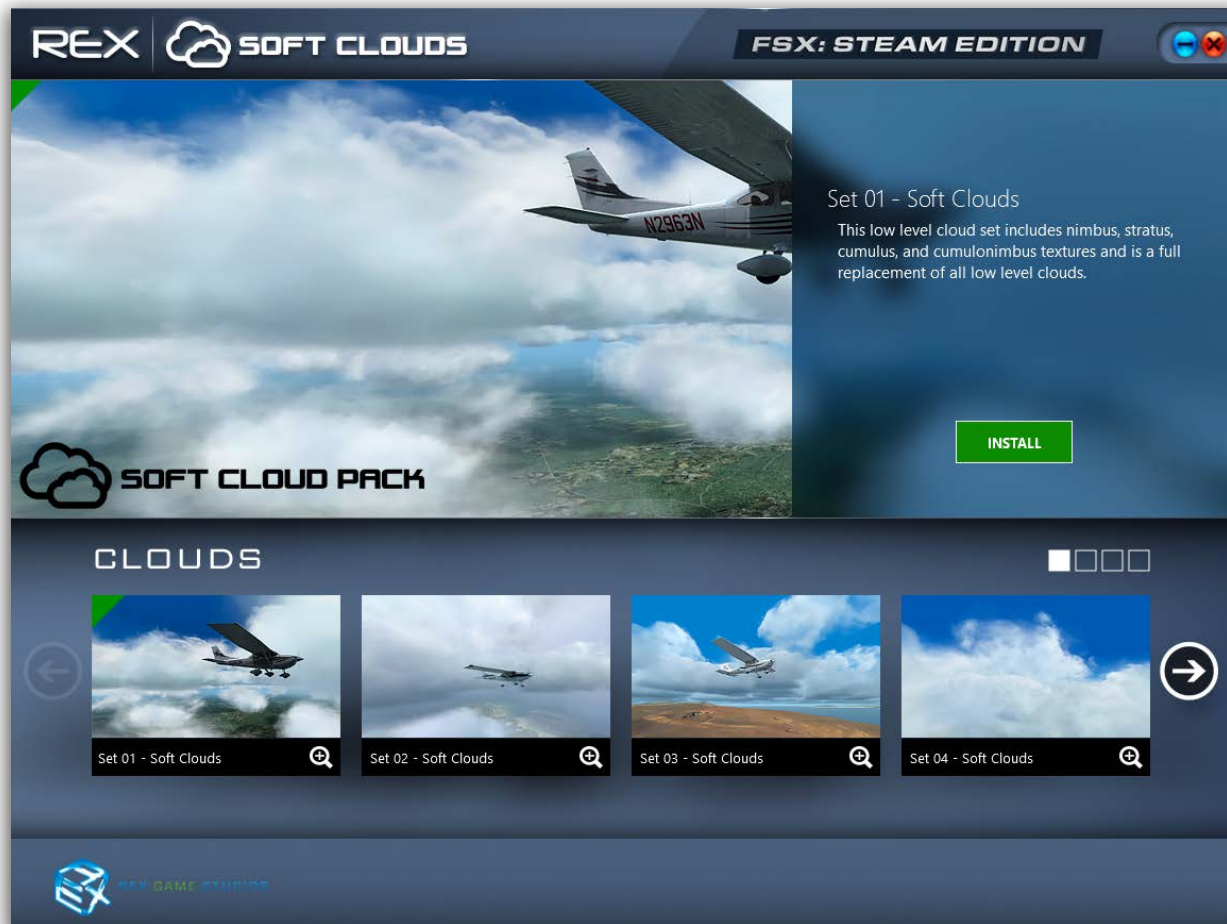 REX SOFT CLOUDS
FSX: STEAM EDITION
N2963N
Set 01 - Soft Clouds
This low level cloud set includes nimbus, stratus,
cumulus, and cumulonimbus textures and is a full
replacement of all low level clouds.
INSTALL
SOFT CLOUD PACK
CLOUDS
Set 01 - Soft Clouds
Set 02 - Soft Clouds
Set 03 - Soft Clouds
Set 04 - Soft Clouds
REX GAME STUDIOS